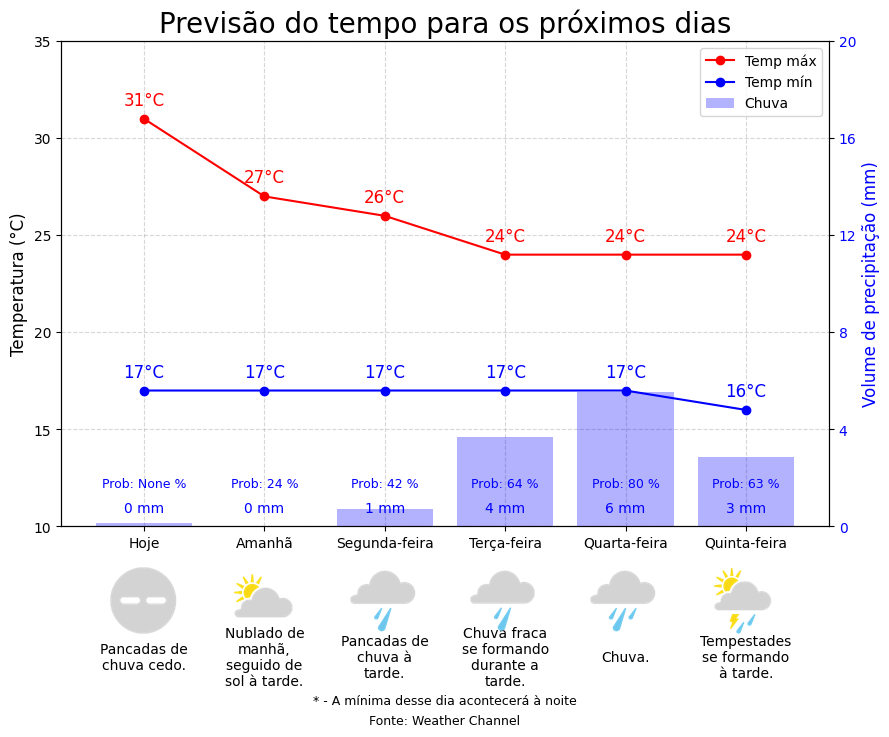 Previsão do tempo para os próximos dias
Temp máx
Temp mín
Chuva
35
30
25
20
15
10
Temperatura (°C)
20
16
12
8
4
0
Volume de precipitação (mm)
31°C
27°C
26°C
24°C
24°C
24°C
17°C
17°C
17°C
17°C
17°C
16°C
Prob: None %
Prob: 24 %
Prob: 42 %
Prob: 64 %
Prob: 80 %
Prob: 63 %
0 mm
0 mm
1 mm
4 mm
6 mm
3 mm
Hoje
Amanhã
Segunda-feira
Terça-feira
Quarta-feira
Quinta-feira
Pancadas de
chuva cedo.
Nublado de
manhã,
seguido de
sol à tarde.
Pancadas de
chuva à
tarde.
Chuva fraca
se formando
durante a
tarde.
Chuva.
Tempestades
se formando
à tarde.
* - A mínima desse dia acontecerá à noite
Fonte: Weather Channel